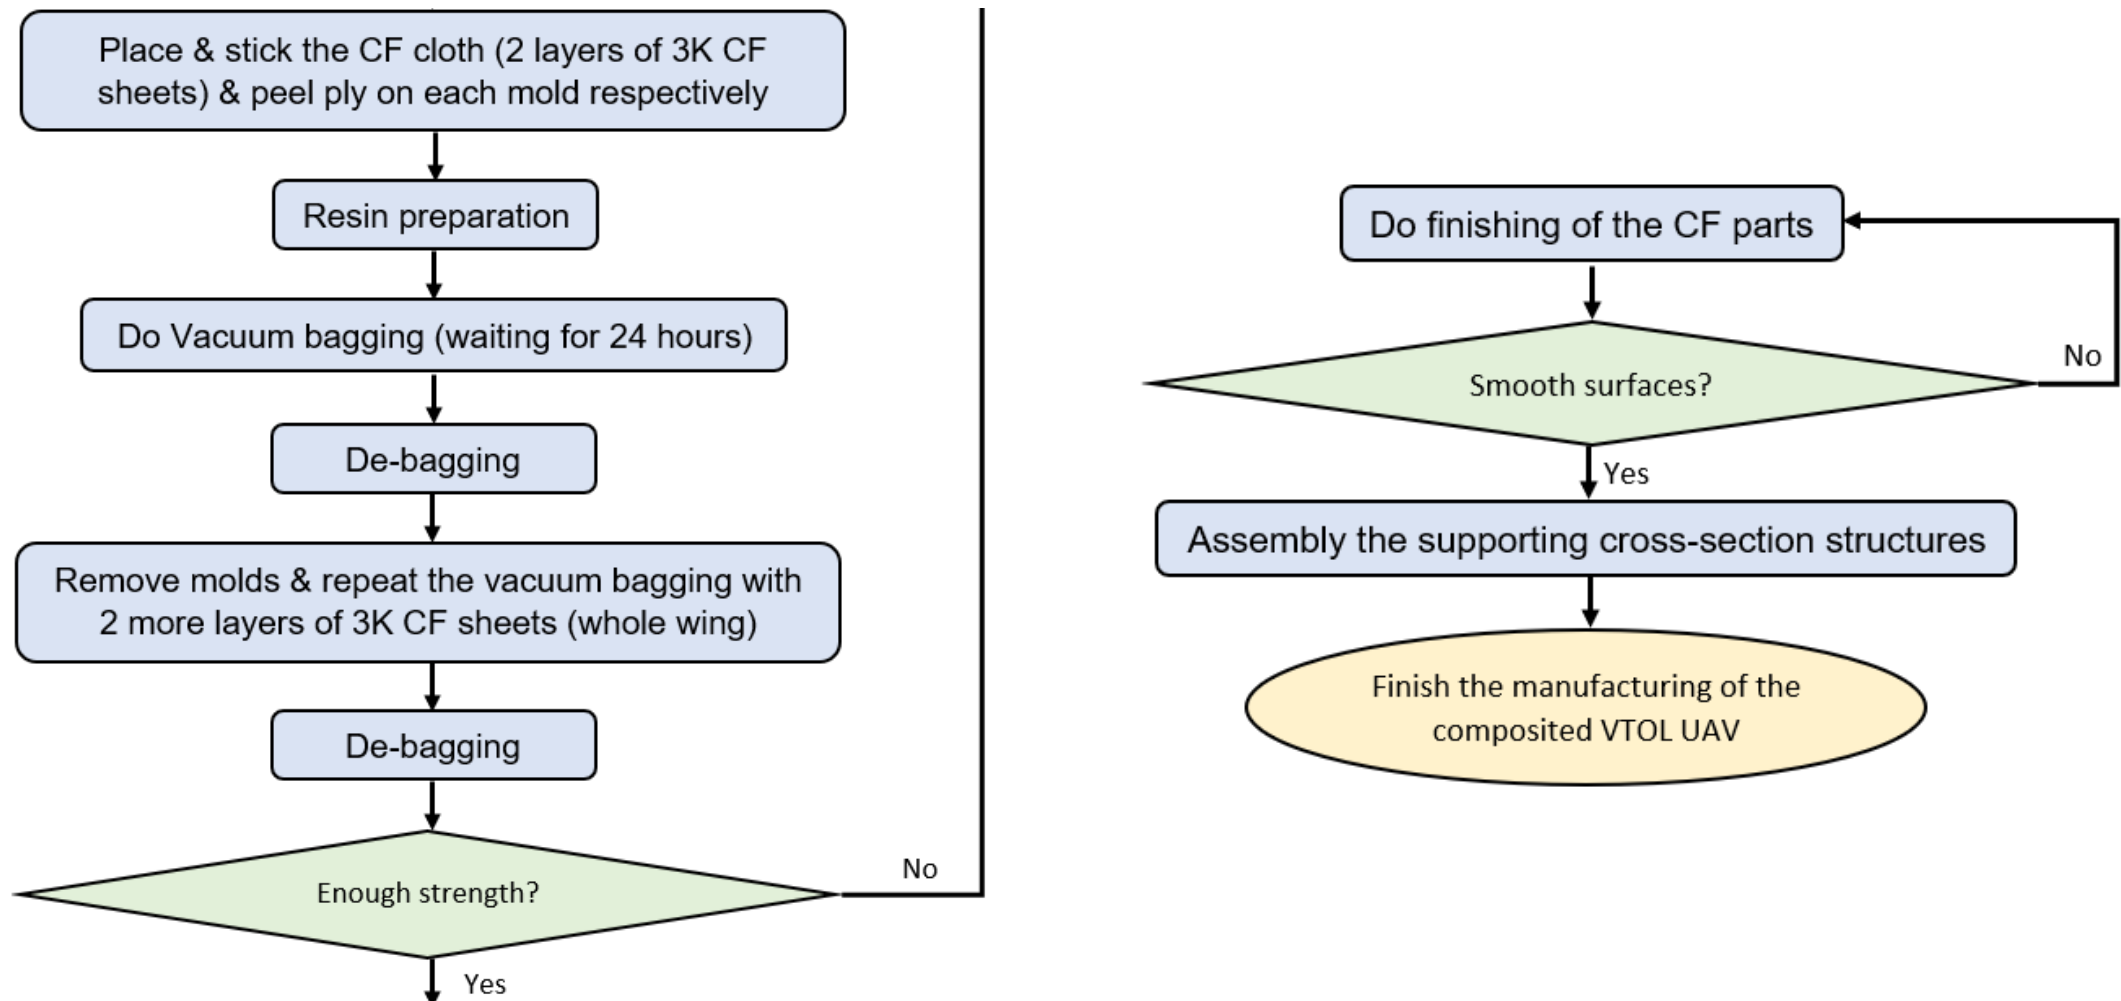 Place & stick the CF cloth (2 layers of 3K CF
sheets) & peel ply on each mold respectively
Resin preparation
Do Vacuum bagging (waiting for 24 hours)
De-bagging
Remove molds & repeat the vacuum bagging with
2 more layers of 3K CF sheets (whole wing)
De-bagging
Enough strength?
No
Yes
Do finishing of the CF parts
Smooth surfaces?
No
Yes
Assembly the supporting cross-section structures
Finish the manufacturing of the
composited VTOL UAV